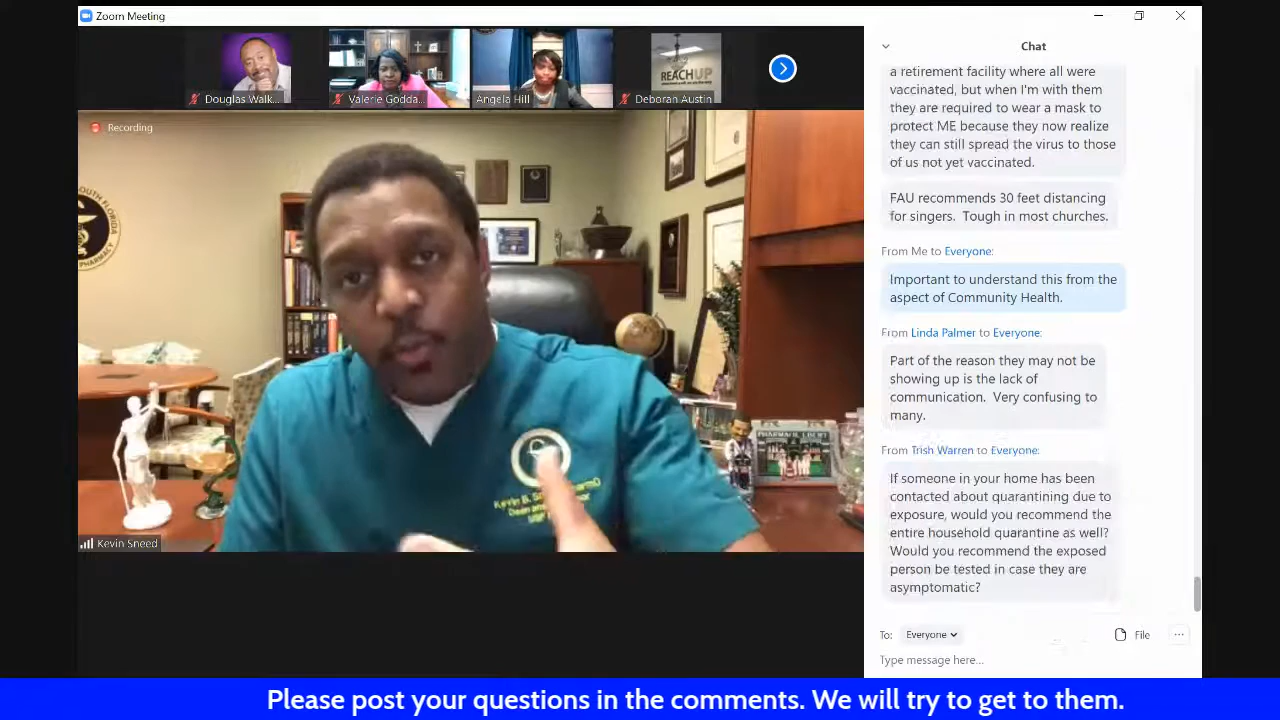 Zoom Meeting
Douglas Walk...
Valerie Godda...
Angela Hill
REACHUP
Deborah Austin
Recording
SOUTH FLORIDA
PHARMACY
Kevin B.
Kevin Sneed
Chat
a retirement facility where all were
vaccinated, but when I'm with them
they are required to wear a mask to
protect ME because they now realize
they can still spread the virus to those
of us not yet vaccinated.
FAU recommends 30 feet distancing
for singers. Tough in most churches.
From Me to Everyone:
Important to understand this from the
aspect of Community Health.
From Linda Palmer to Everyone:
Part of the reason they may not be
showing up is the lack of
communication. Very confusing to
many.
From Trish Warren to Everyone:
If someone in your home has been
contacted about quarantining due to
exposure, would you recommend the
entire household quarantine as well?
Would you recommend the exposed
person be tested in case they are
asymptomatic?
To: Everyone
File
Type message here...
Please post your questions in the comments. We will try to get to them.